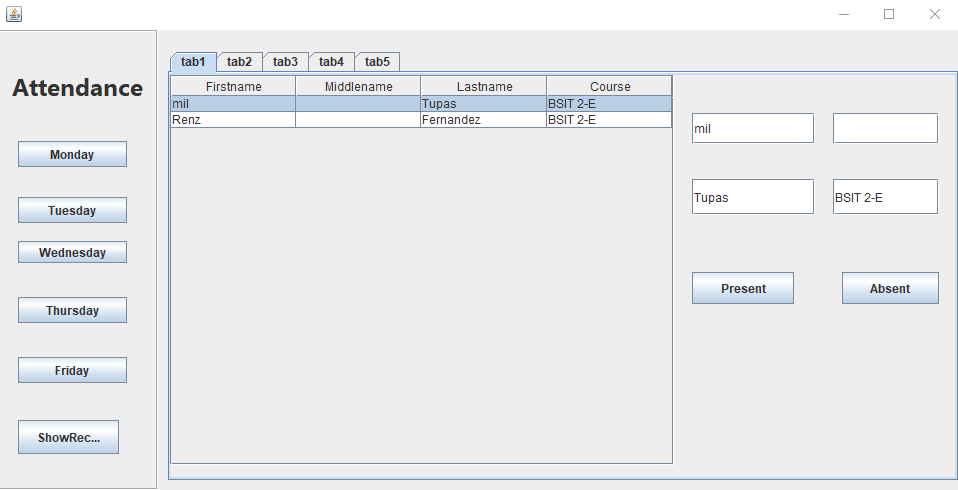 Attendance
Monday
Tuesday
Wednesday
Thursday
Friday
ShowRec...
tab1 tab2 tab3 tab4 tab5
Firstname Middlename Lastname Course
mil Tupas BSIT 2-E
Renz Fernandez BSIT 2-E
mil
Tupas BSIT 2-E
Present Absent